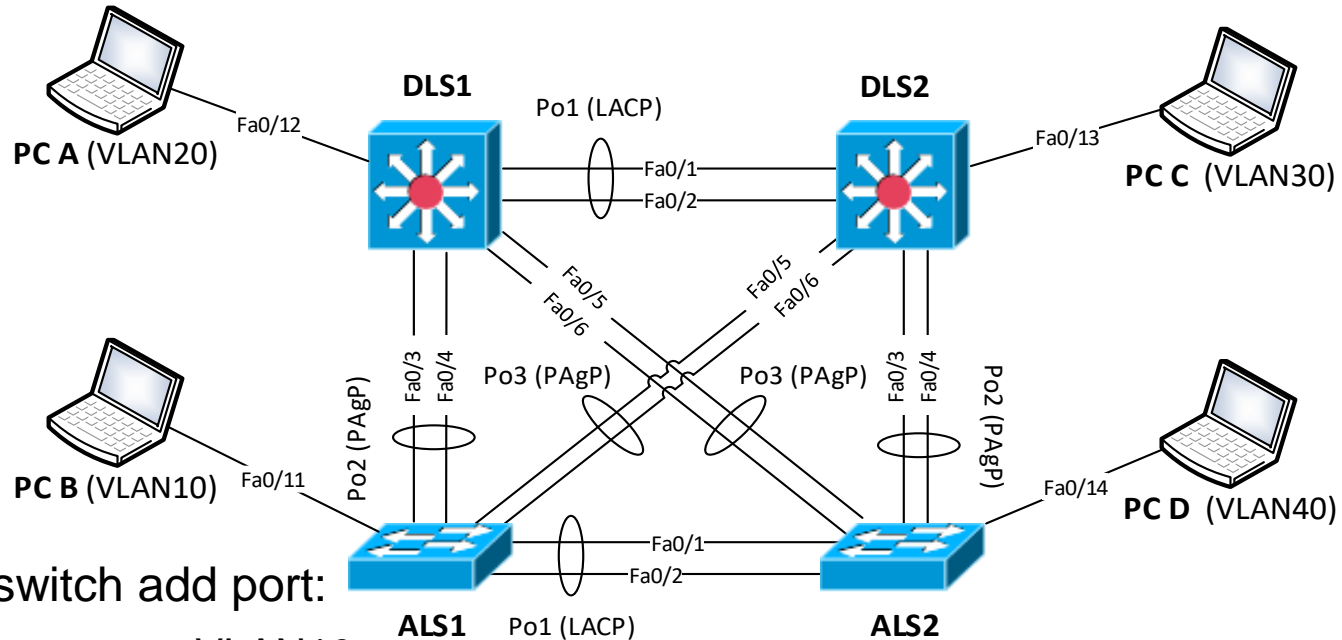 DLS1
DLS2
Po1 (LACP)
Fa0/12
Fa0/13
PC A (VLAN20)
PC C (VLAN30)
Fa0/1
Fa0/2
Fa0/5
Fa0/6
Fa0/5
Fa0/6
Fa0/3
Fa0/4
Po2 (PAgP)
Po3 (PAgP)
Po3 (PAgP)
Fa0/3
Fa0/4
Po2 (PAgP)
PC B (VLAN10)
Fa0/11
Fa0/14
PC D (VLAN40)
Fa0/1
Fa0/2
switch add port:
ALS1
Po1 (LACP)
ALS2